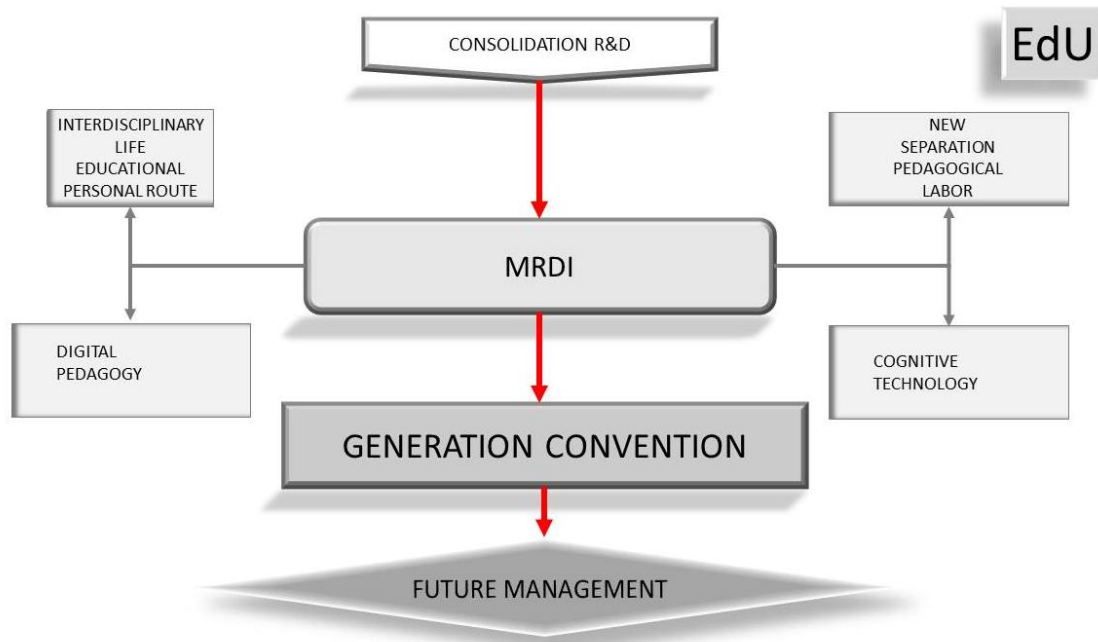 CONSOLIDATION R&D
EdU
INTERDISCIPLINARY
LIFE
EDUCATIONAL
PERSONAL ROUTE
NEW
SEPARATION
PEDAGOGICAL
LABOR
MRDI
DIGITAL
PEDAGOGY
COGNITIVE
TECHNOLOGY
GENERATION CONVENTION
FUTURE MANAGEMENT